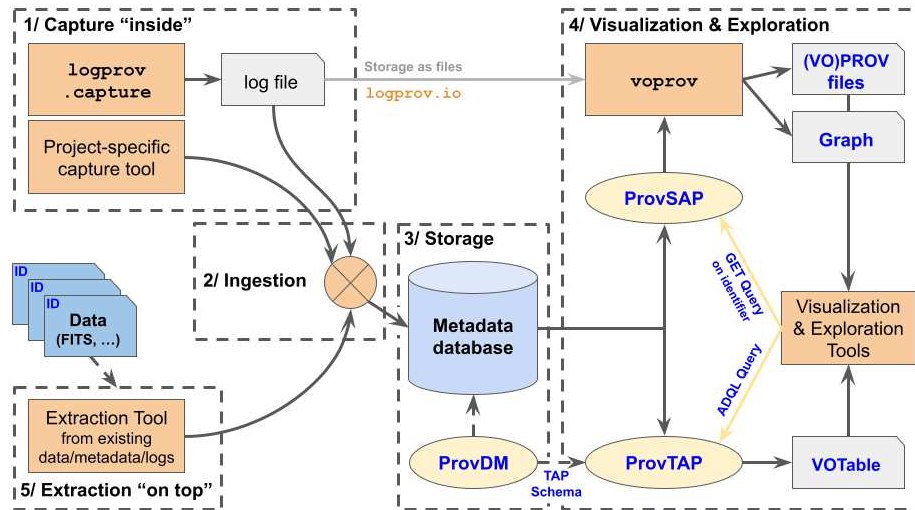 1/ Capture “inside”
logprov
.capture
log file
Project-specific
capture tool
Storage as files
logprov.io
4/ Visualization & Exploration
voprov
(VO)PROV
files
Graph
ProvSAP
GET Query
on identifier
Visualization
& Exploration
Tools
ADQL Query
ProvTAP
VOTable
2/ Ingestion
3/ Storage
Metadata
database
ProvDM
TAP
Schema
ID
ID
ID
Data
(FITS, ...)
Extraction Tool
from existing
data/metadata/logs
5/ Extraction “on top”